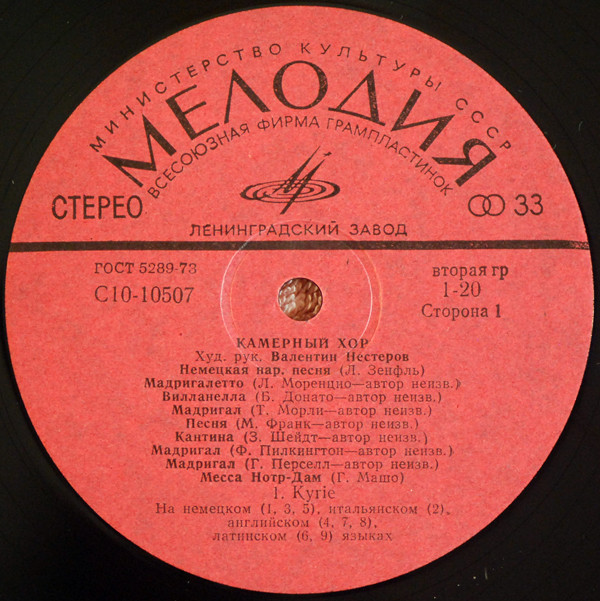 МИНИСТЕРСТВО КУЛЬТУРЫ СССР
МЕЛОДИЯ
ВСЕСОЮЗНАЯ ФИРМА ГРАМПЛАСТИНОК
СТЕРЕО
33
ЛЕНИНГРАДСКИЙ ЗАВОД
ГОСТ 5289-73
вторая гр
С10-10507
1-20
Сторона 1
КАМЕРНЫЙ ХОР
Худ. рук. Валентин Нестеров
Немецкая нар. песня (Л. Зенфль)
Мадригалетто (Л. Моренцио—автор неизв.)
Вилланелла (Б. Донато—автор неизв.)
Мадригал (Т. Морли—автор неизв.)
Песня (М. Франк—автор неизв.)
Кантина (З. Шейдт—автор неизв.)
Мадригал (Ф. Пилкингтон—автор неизв.)
Мадригал (Г. Перселл—автор неизв.)
Месса Нотр-Дам (Г. Машо)
1. Kyrie
На немецком (1, 3, 5), итальянском (2),
английском (4, 7, 8),
латинском (6, 9) языках